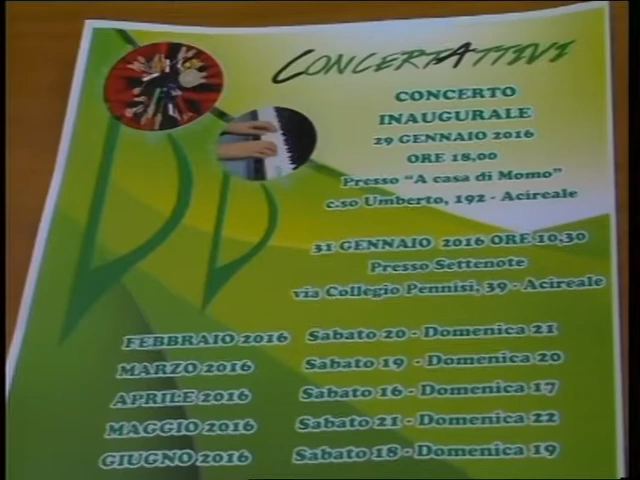 CONCERTATTIVI
CONCERTO
INAUGURALE
29 GENNAIO 2016
ORE 18,00
Presso "A casa di Momo"
c.so Umberto, 192 - Acireale
31 GENNAIO 2016 ORE 10,30
Presso Settenote
via Collegio Pennisi, 39 - Acireale
FEBBRAIO 2016 Sabato 20 - Domenica 21
MARZO 2016 Sabato 19 - Domenica 20
APRILE 2016 Sabato 16 - Domenica 17
MAGGIO 2016 Sabato 21 - Domenica 22
GIUGNO 2016 Sabato 18 - Domenica 19